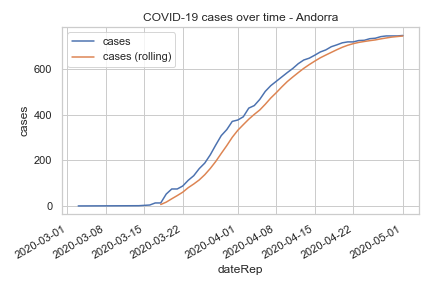 COVID-19 cases over time - Andorra
cases
cases (rolling)
600
400
200
0
cases
2020-03-01
2020-03-08
2020-03-15
2020-03-22
2020-04-01
2020-04-08
2020-04-15
2020-04-22
2020-05-01
dateRep